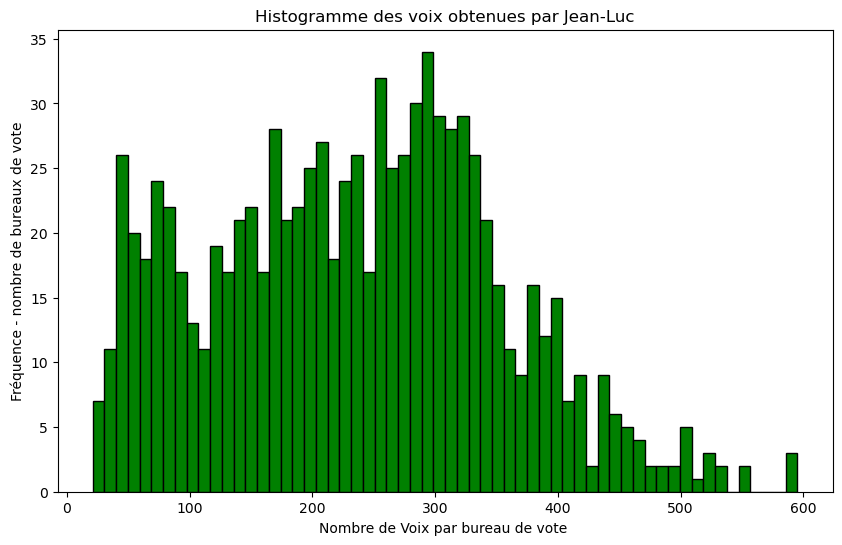 Histogramme des voix obtenues par Jean-Luc
Fréquence - nombre de bureaux de vote
35
30
25
20
15
10
5
0
0 100 200 300 400 500 600
Nombre de Voix par bureau de vote